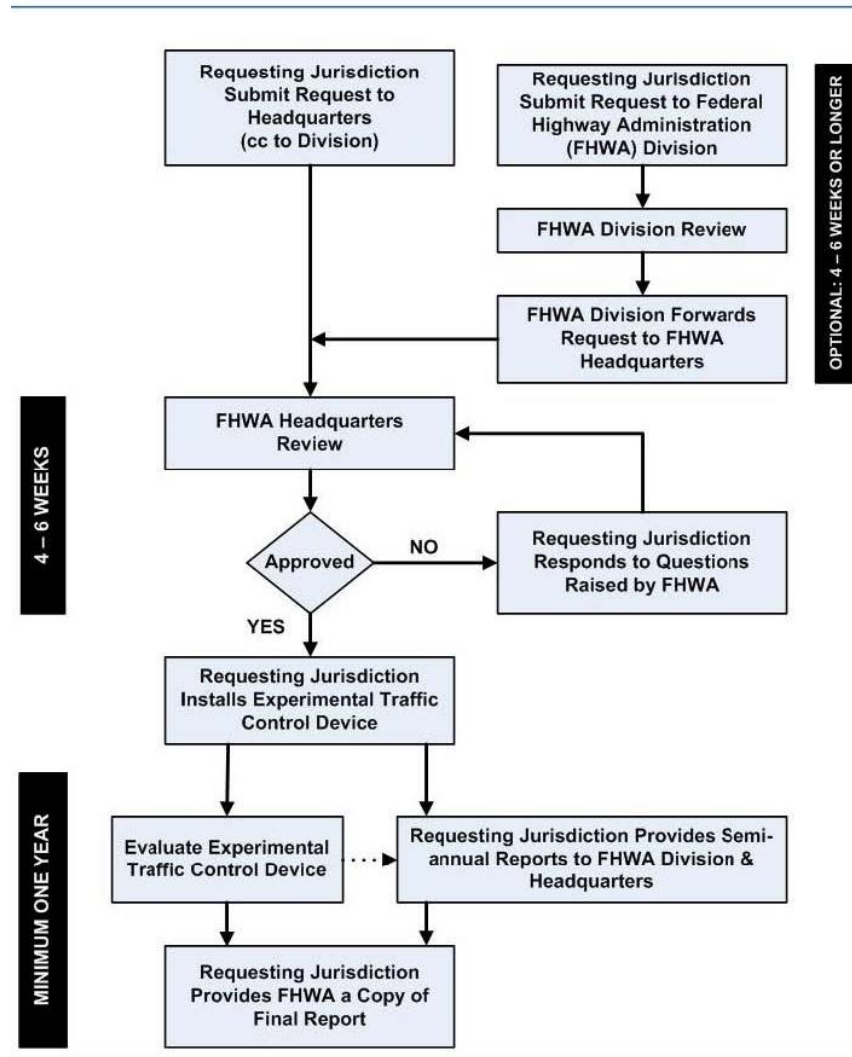 Requesting Jurisdiction
Submit Request to
Headquarters
(cc to Division)
Requesting Jurisdiction
Submit Request to Federal
Highway Administration
(FHWA) Division
FHWA Division Review
FHWA Division Forwards
Request to FHWA
Headquarters
OPTIONAL: 4 – 6 WEEKS OR LONGER
FHWA Headquarters
Review
4 – 6 WEEKS
Approved
NO
Requesting Jurisdiction
Responds to Questions
Raised by FHWA
YES
Requesting Jurisdiction
Installs Experimental Traffic
Control Device
MINIMUM ONE YEAR
Evaluate Experimental
Traffic Control Device
Requesting Jurisdiction Provides Semi-
annual Reports to FHWA Division &
Headquarters
Requesting Jurisdiction
Provides FHWA a Copy of
Final Report